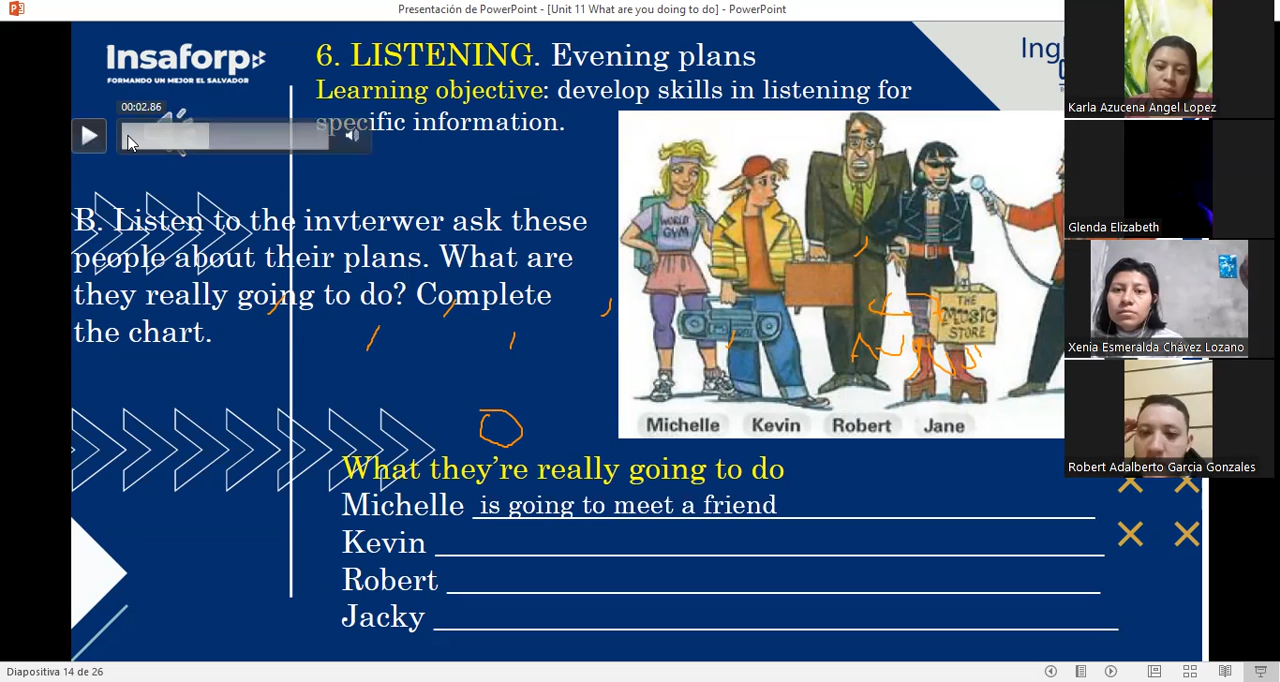 Presentación de PowerPoint - [Unit 11 What are you doing to do] - PowerPoint
Insaforp
FORMANDO UN MEJOR EL SALVADOR
6. LISTENING. Evening plans
Learning objective: develop skills in listening for
specific information.
Ingl
00:02.86
B. Listen to the invterwer ask these
people about their plans. What are
they really going to do? Complete
the chart.
WORLD
GYM
THE
MUSIC
STORE
Michelle Kevin Robert Jane
What they're really going to do
Michelle is going to meet a friend
Kevin
Robert
Jacky
Karla Azucena Angel Lopez
Glenda Elizabeth
Xenia Esmeralda Chávez Lozano
Robert Adalberto Garcia Gonzales
Diapositiva 14 de 26